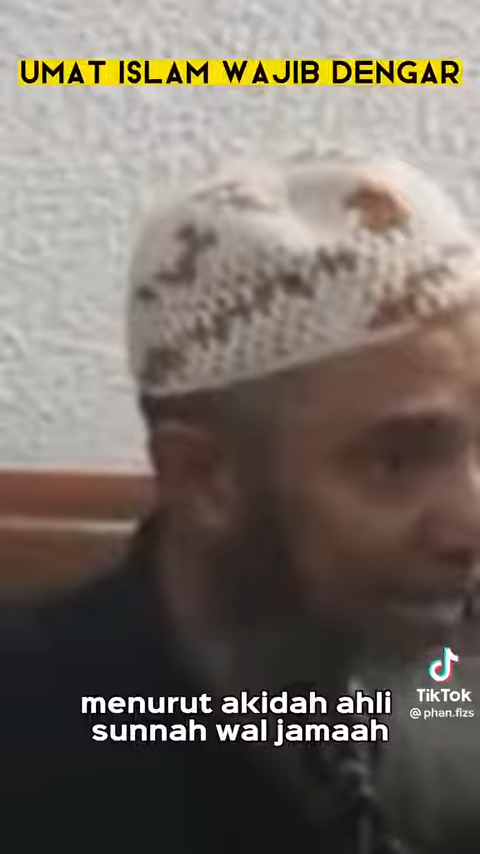 UMAT ISLAM WAJIB DENGAR
menurut akidah ahli
sunnah wal jamaah
TikTok
@phan.fizs